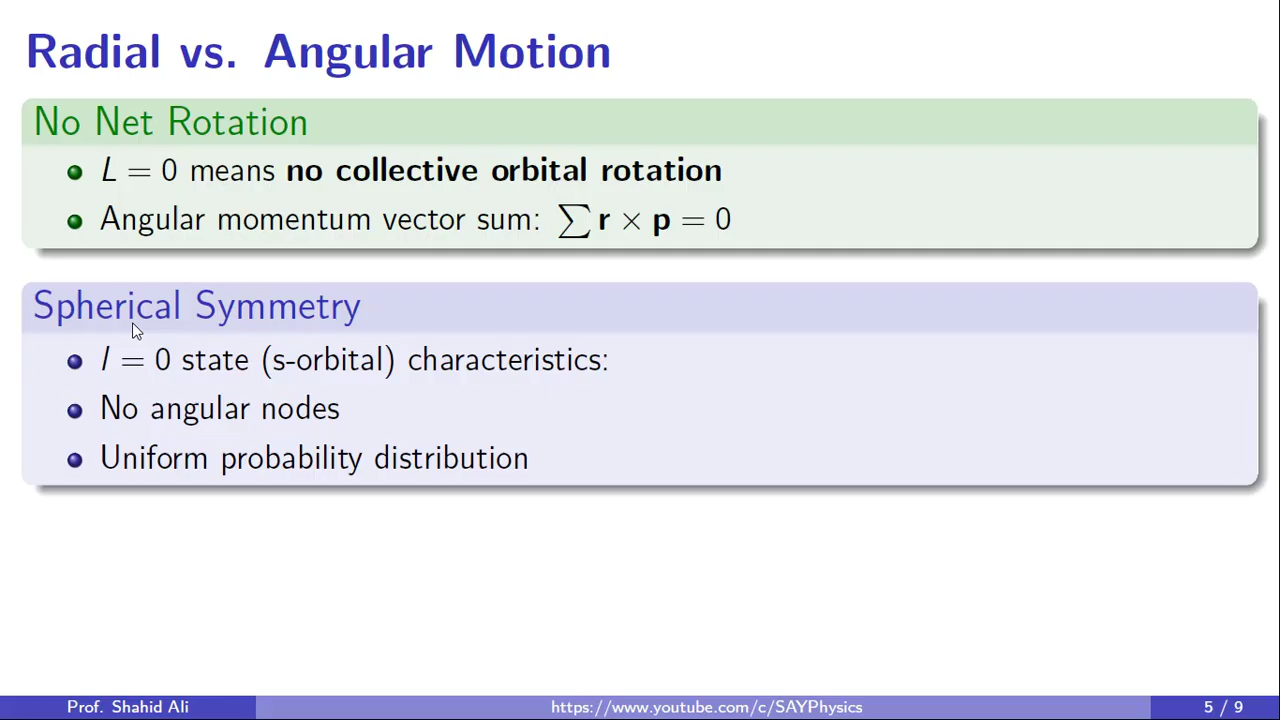 Radial vs. Angular Motion
No Net Rotation
L = 0 means no collective orbital rotation
Angular momentum vector sum: ∑ r × p = 0
Spherical Symmetry
l = 0 state (s-orbital) characteristics:
No angular nodes
Uniform probability distribution
Prof. Shahid Ali https://www.youtube.com/c/SAYPhysics 5 / 9